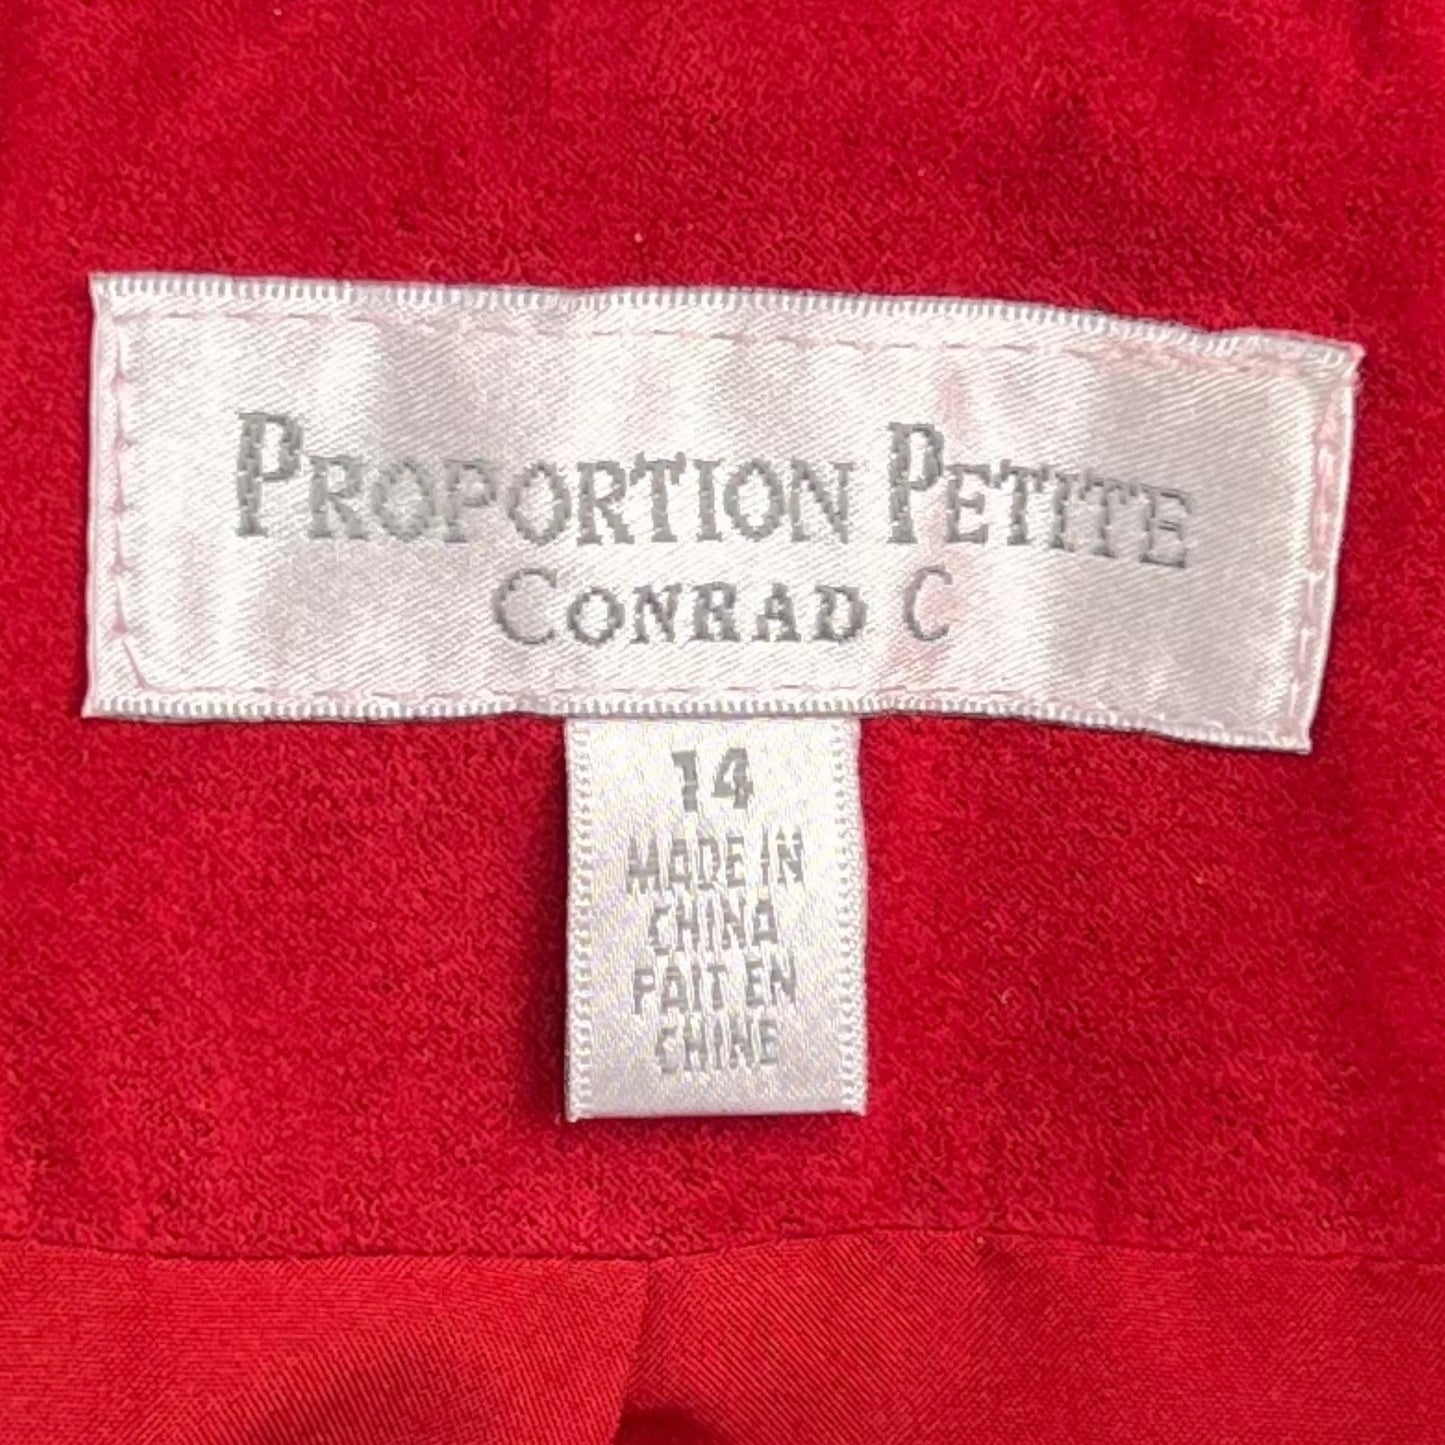 PROPORTION PETITE
CONRAD C
14
MADE IN
CHINA
FAIT EN
CHINE